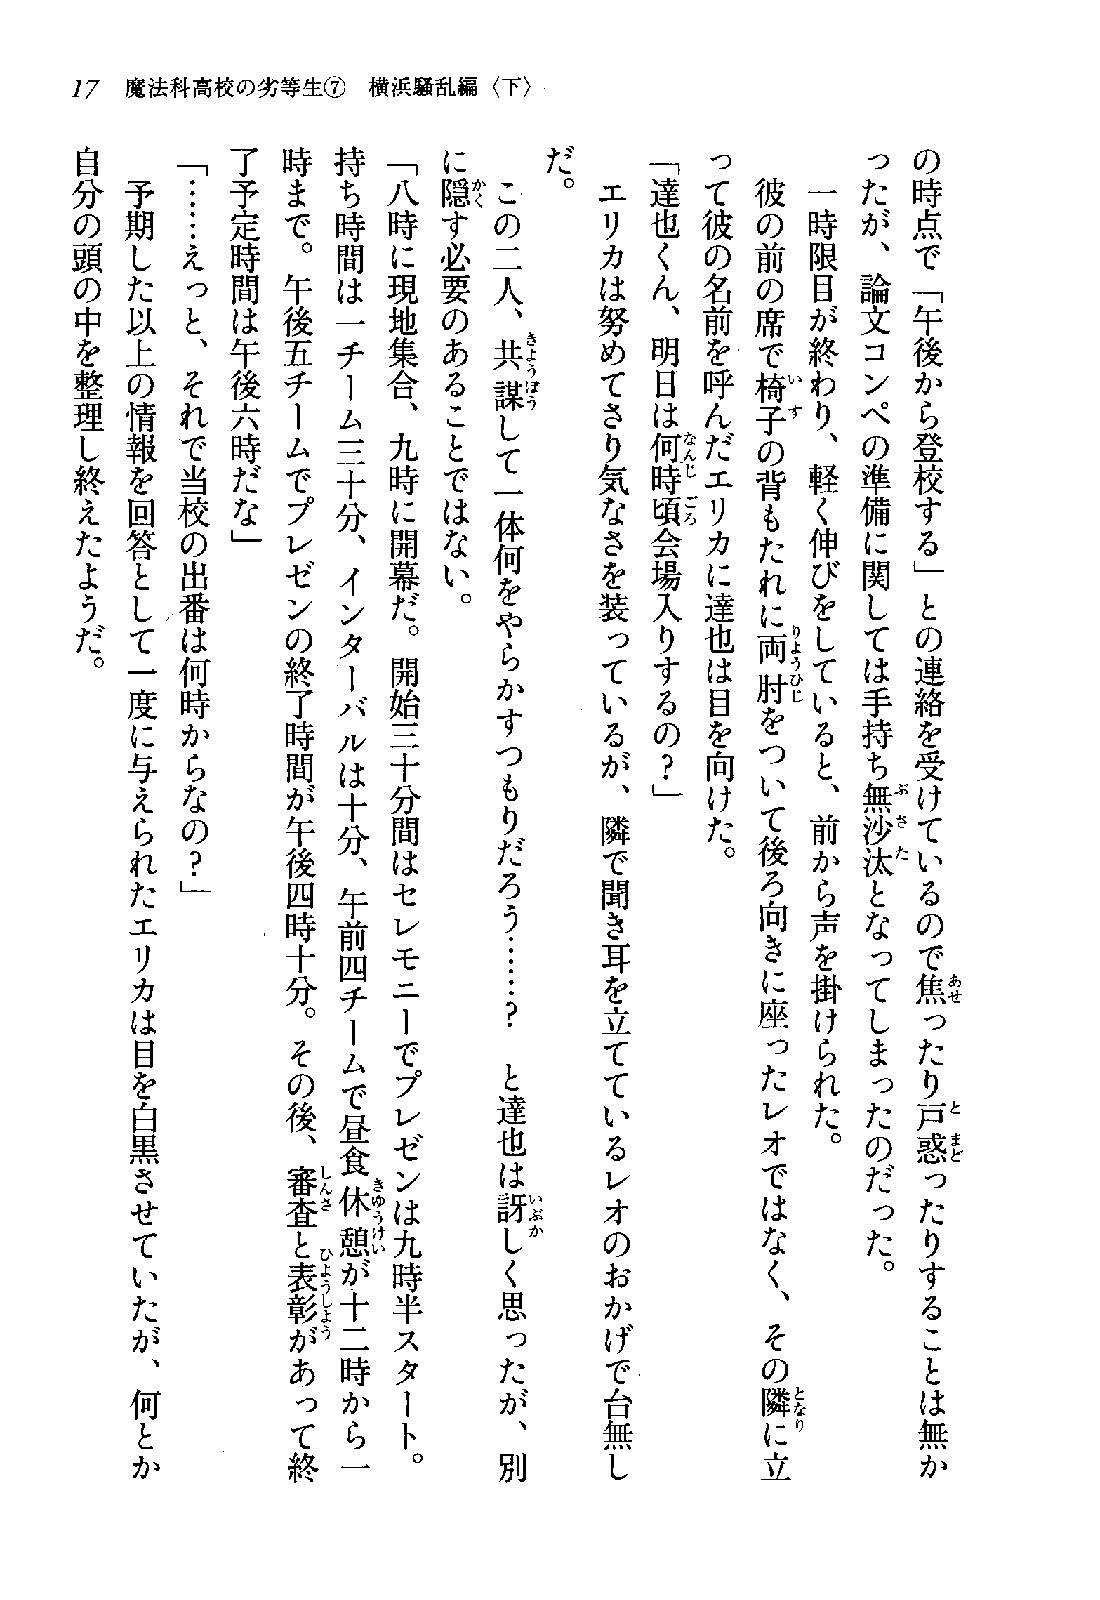 17 魔法科高校の劣等生⑦ 横浜騒乱編〈下〉
の時点で「午後から登校する」との連絡を受けているので焦ったり戸惑ったりすることは無か
ったが、論文コンペの準備に関しては手持ち無沙汰となってしまったのだった。
　一時限目が終わり、軽く伸びをしていると、前から声を掛けられた。
　彼の前の席で椅子の背もたれに両肘をついて後ろ向きに座ったレオではなく、その隣に立
って彼の名前を呼んだエリカに達也は目を向けた。
「達也くん、明日は何時頃会場入りするの？」
　エリカは努めてさり気なさを装っているが、隣で聞き耳を立てているレオのおかげで台無し
だ。
　この二人、共謀して一体何をやらかすつもりだろう……？　と達也は訝しく思ったが、別
に隠す必要のあることではない。
「八時に現地集合、九時に開幕だ。開始三十分間はセレモニーでプレゼンは九時半スタート。
持ち時間は一チーム三十分、インターバルは十分、午前四チームで昼食休憩が十二時から一
時まで。午後五チームでプレゼンの終了時間が午後四時十分。その後、審査と表彰があって終
了予定時間は午後六時だな」
「……えっと、それで当校の出番は何時からなの？」
　予期した以上の情報を回答として一度に与えられたエリカは目を白黒させていたが、何とか
自分の頭の中を整理し終えたようだ。